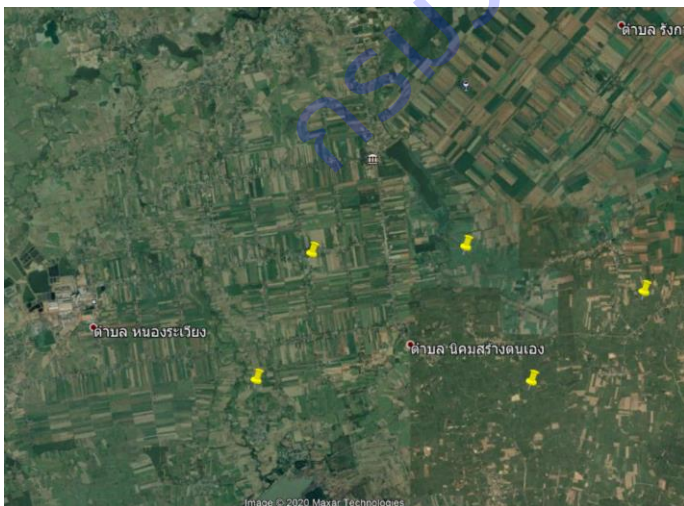 ตำบล รังกา
ตำบล หนองระเวียง
ตำบล นิคมสร้างตนเอง
Image © 2020 Maxar Technologies